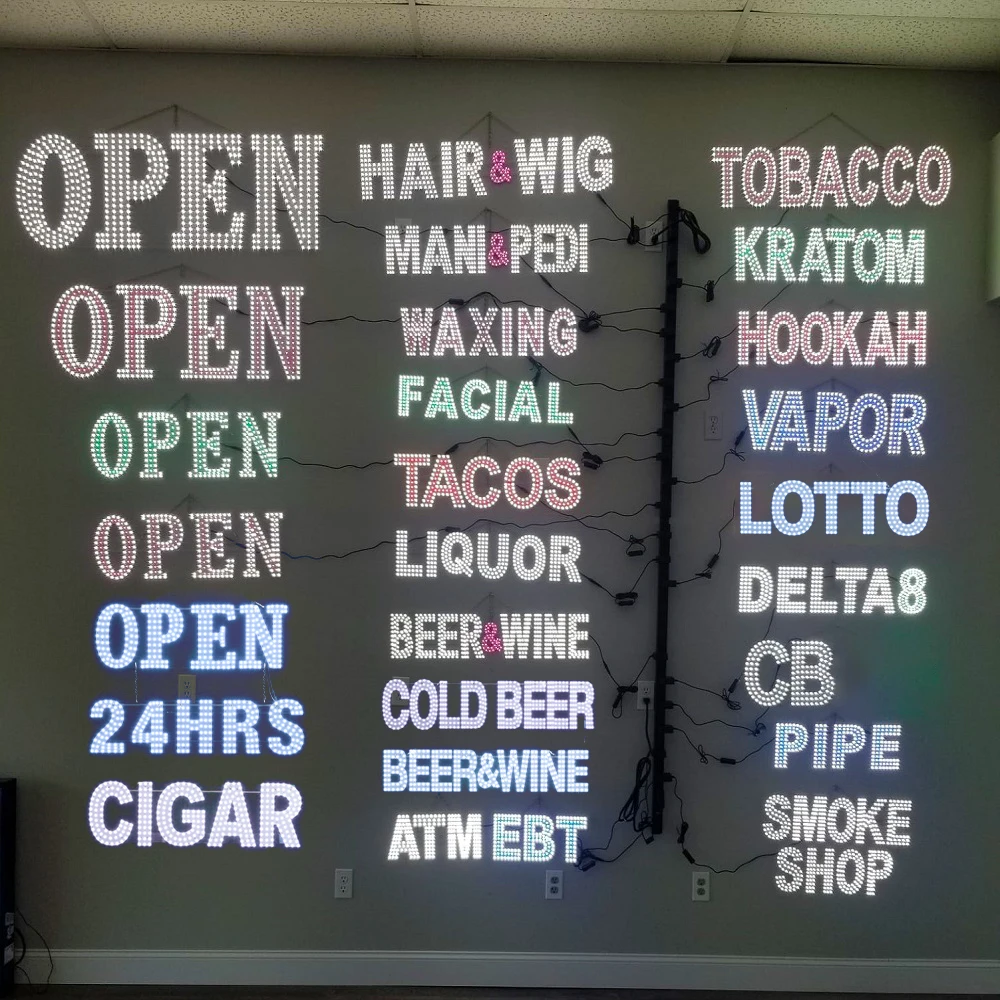 OPEN
OPEN
OPEN
OPEN
OPEN
24HRS
CIGAR
HAIR&WIG
MANI&PEDI
WAXING
FACIAL
TACOS
LIQUOR
BEER&WINE
COLD BEER
BEER&WINE
ATM EBT
TOBACCO
KRATOM
HOOKAH
VAPOR
LOTTO
DELTA8
CB
PIPE
SMOKE
SHOP